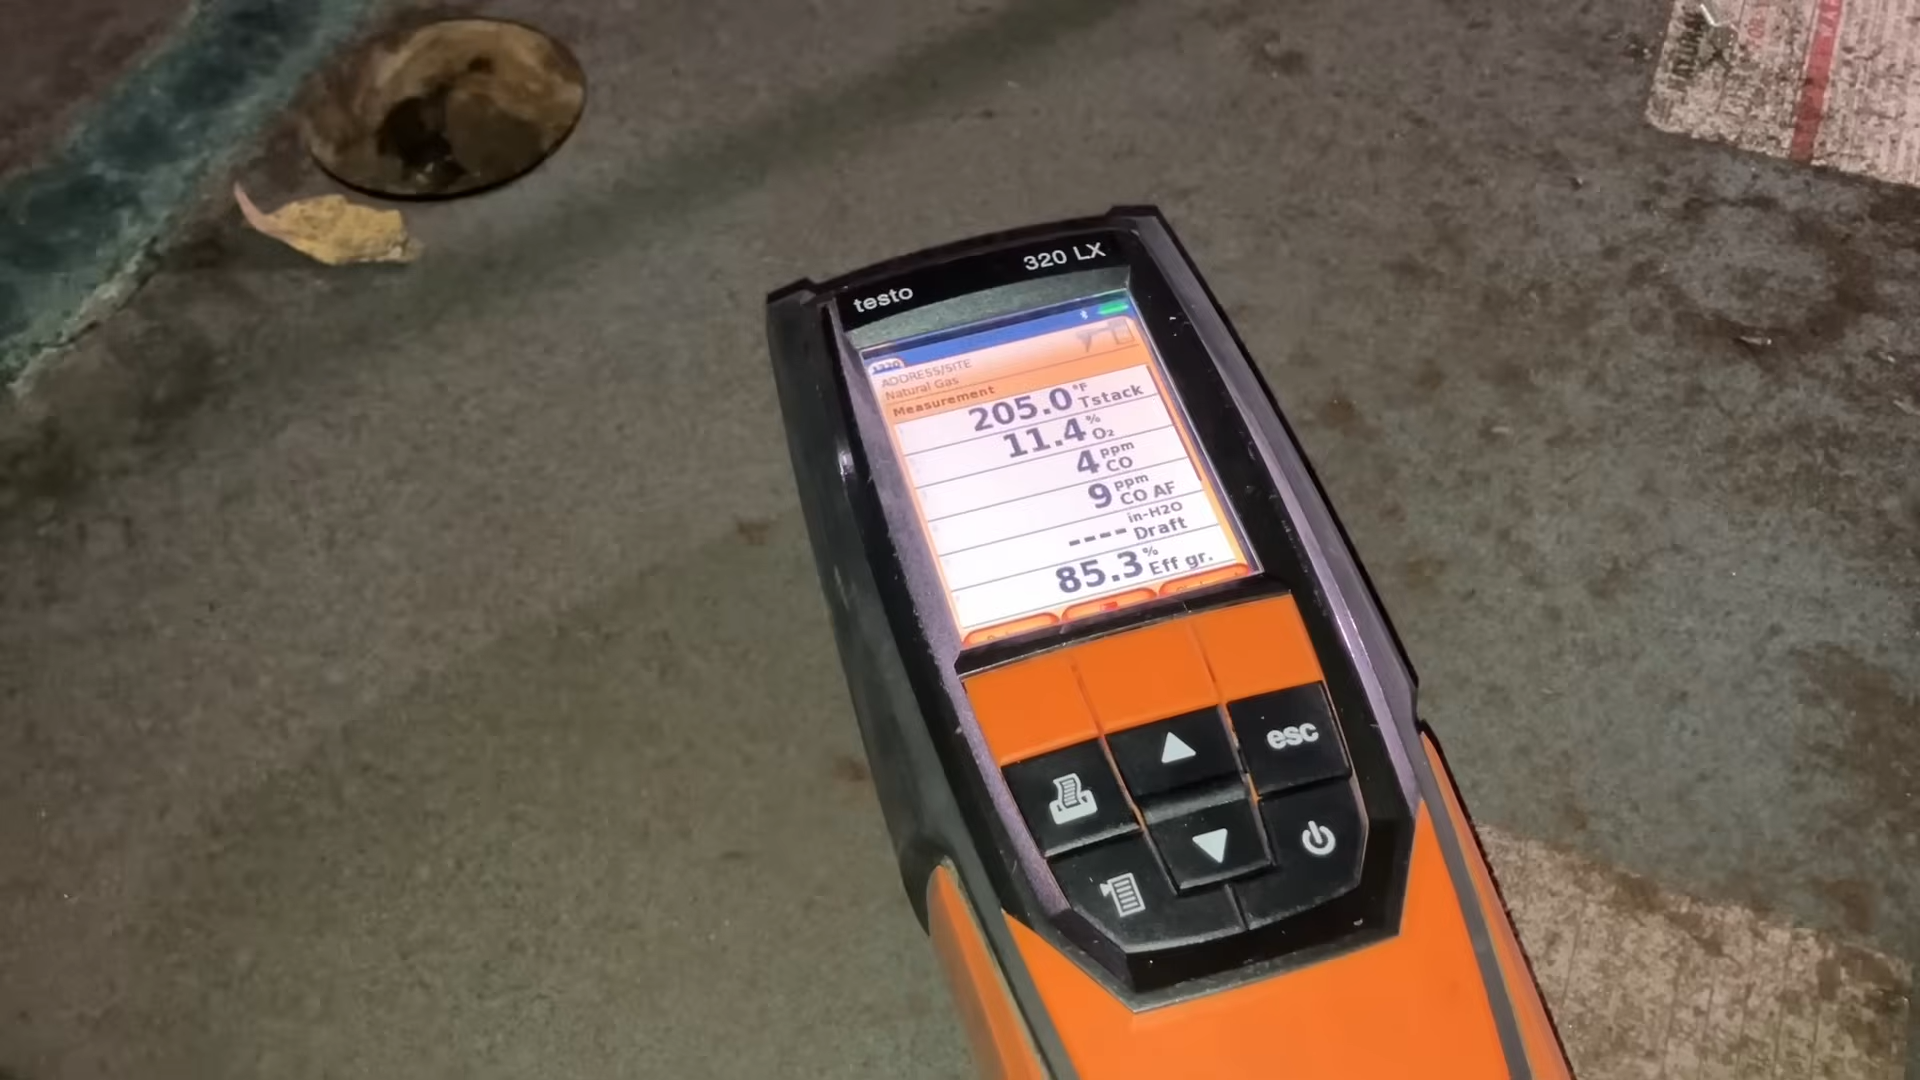 testo 320 LX
ADDRESS/SITE
Natural Gas
Measurement
205.0 °F Tstack
11.4 % O₂
4 ppm CO
9 ppm CO AF
---- in-H2O Draft
85.3 % Eff gr.
esc